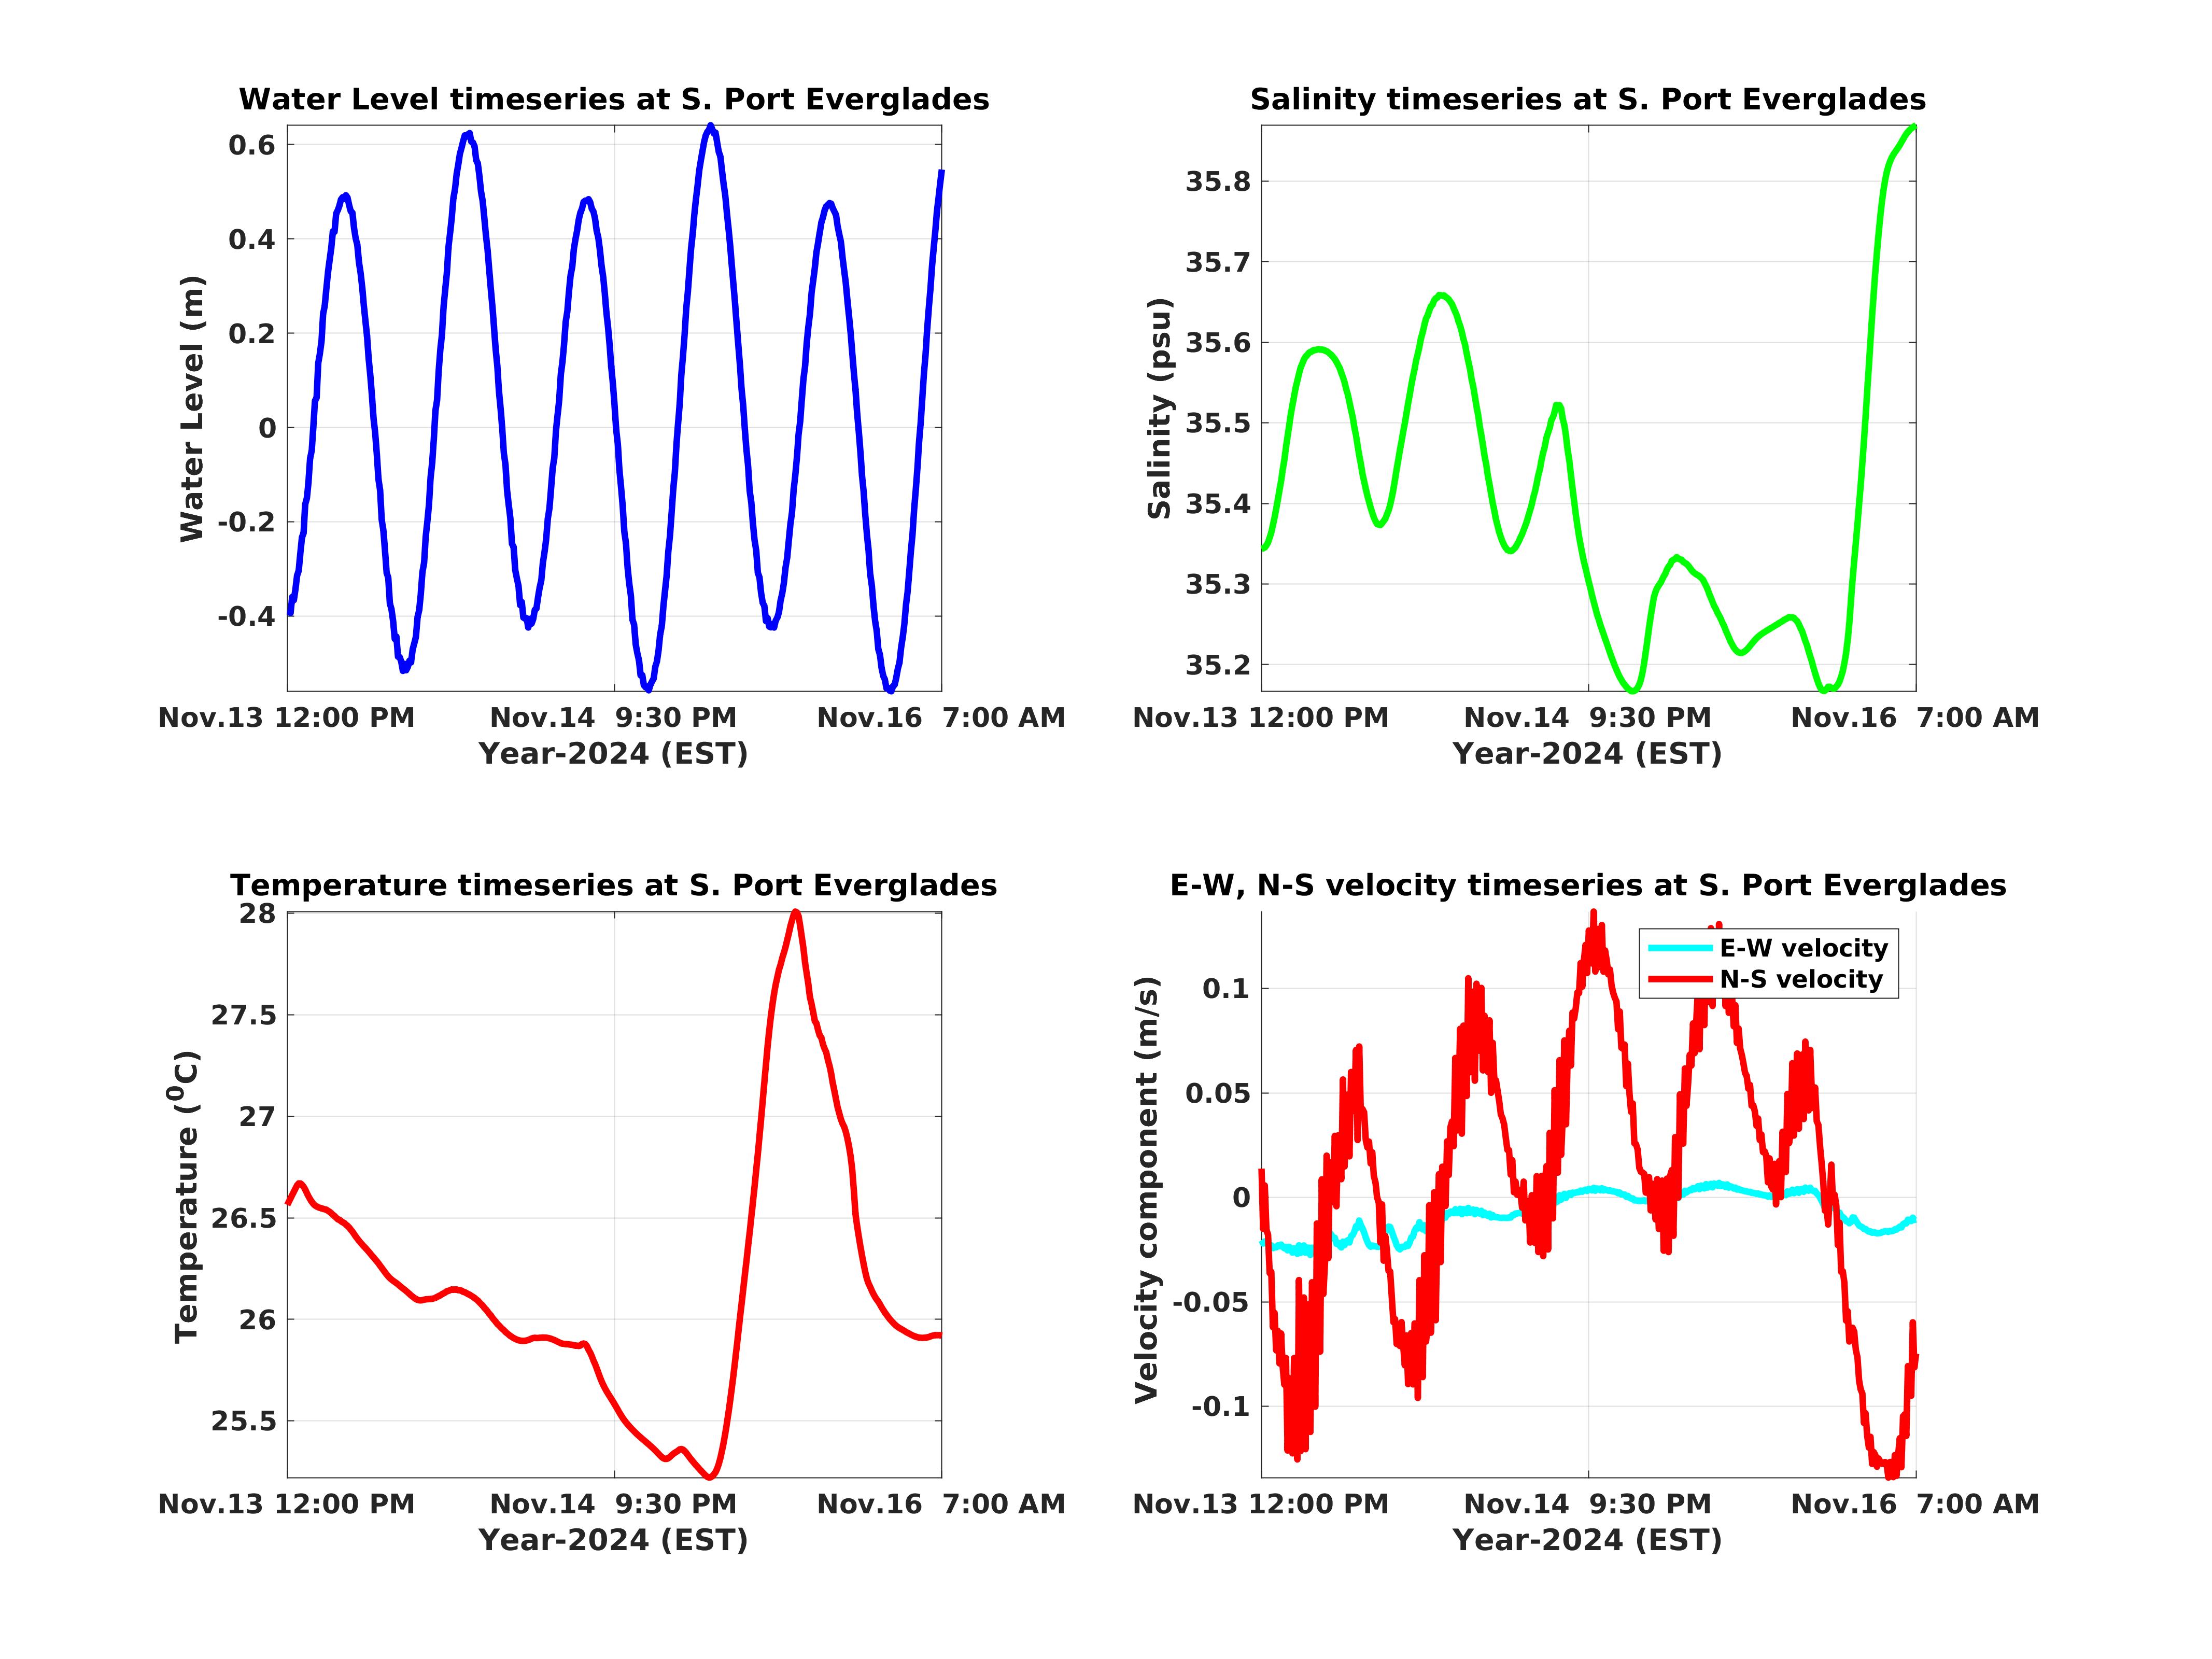 Water Level timeseries at S. Port Everglades
0.6
0.4
0.2
0
-0.2
-0.4
Water Level (m)
Nov.13 12:00 PM Nov.14 9:30 PM Nov.16 7:00 AM
Year-2024 (EST)
Salinity timeseries at S. Port Everglades
35.8
35.7
35.6
35.5
35.4
35.3
35.2
Salinity (psu)
Nov.13 12:00 PM Nov.14 9:30 PM Nov.16 7:00 AM
Year-2024 (EST)
Temperature timeseries at S. Port Everglades
28
27.5
27
26.5
26
25.5
Temperature (⁰C)
Nov.13 12:00 PM Nov.14 9:30 PM Nov.16 7:00 AM
Year-2024 (EST)
E-W, N-S velocity timeseries at S. Port Everglades
E-W velocity
N-S velocity
0.1
0.05
0
-0.05
-0.1
Velocity component (m/s)
Nov.13 12:00 PM Nov.14 9:30 PM Nov.16 7:00 AM
Year-2024 (EST)